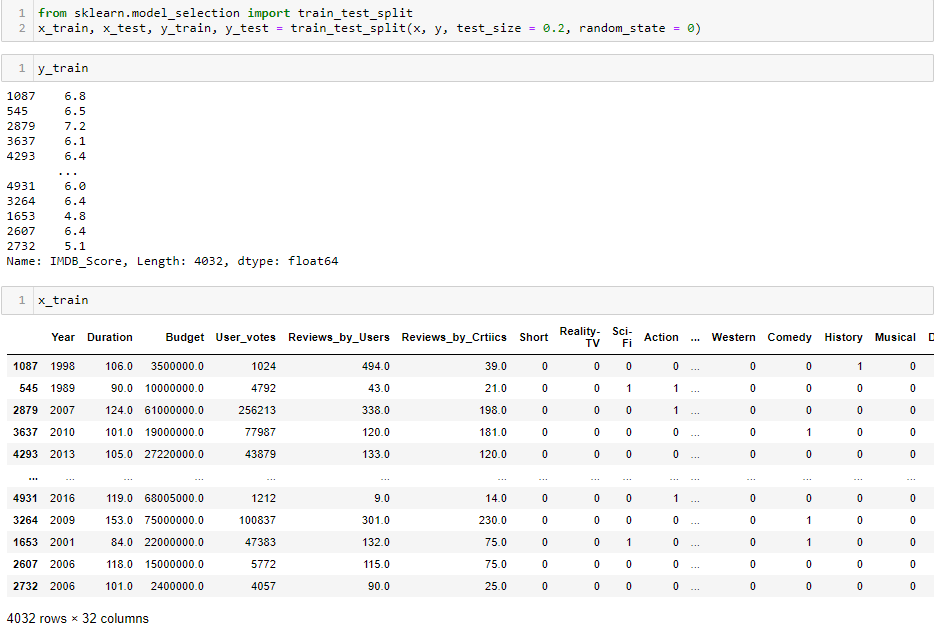 1 from sklearn.model_selection import train_test_split
2 x_train, x_test, y_train, y_test = train_test_split(x, y, test_size = 0.2, random_state = 0)
1 y_train
1087 6.8
545 6.5
2879 7.2
3637 6.1
4293 6.4
...
4931 6.0
3264 6.4
1653 4.8
2607 6.4
2732 5.1
Name: IMDB_Score, Length: 4032, dtype: float64
1 x_train
Year Duration Budget User_votes Reviews_by_Users Reviews_by_Crtiics Short Reality-TV Sci-Fi Action ... Western Comedy History Musical D
1087 1998 106.0 3500000.0 1024 494.0 39.0 0 0 0 0 ... 0 0 1 0
545 1989 90.0 10000000.0 4792 43.0 21.0 0 0 1 1 ... 0 0 0 0
2879 2007 124.0 61000000.0 256213 338.0 198.0 0 0 0 1 ... 0 0 0 0
3637 2010 101.0 19000000.0 77987 120.0 181.0 0 0 0 0 ... 0 1 0 0
4293 2013 105.0 27220000.0 43879 133.0 120.0 0 0 0 0 ... 0 0 0 0
... ... ... ... ... ... ... ... ... ... ... ... ... ... ... ...
4931 2016 119.0 68005000.0 1212 9.0 14.0 0 0 0 1 ... 0 0 0 0
3264 2009 153.0 75000000.0 100837 301.0 230.0 0 0 0 0 ... 0 1 0 0
1653 2001 84.0 22000000.0 47383 132.0 75.0 0 0 1 0 ... 0 1 0 0
2607 2006 118.0 15000000.0 5772 115.0 75.0 0 0 0 0 ... 0 0 0 0
2732 2006 101.0 2400000.0 4057 90.0 25.0 0 0 0 0 ... 0 0 0 0
4032 rows × 32 columns